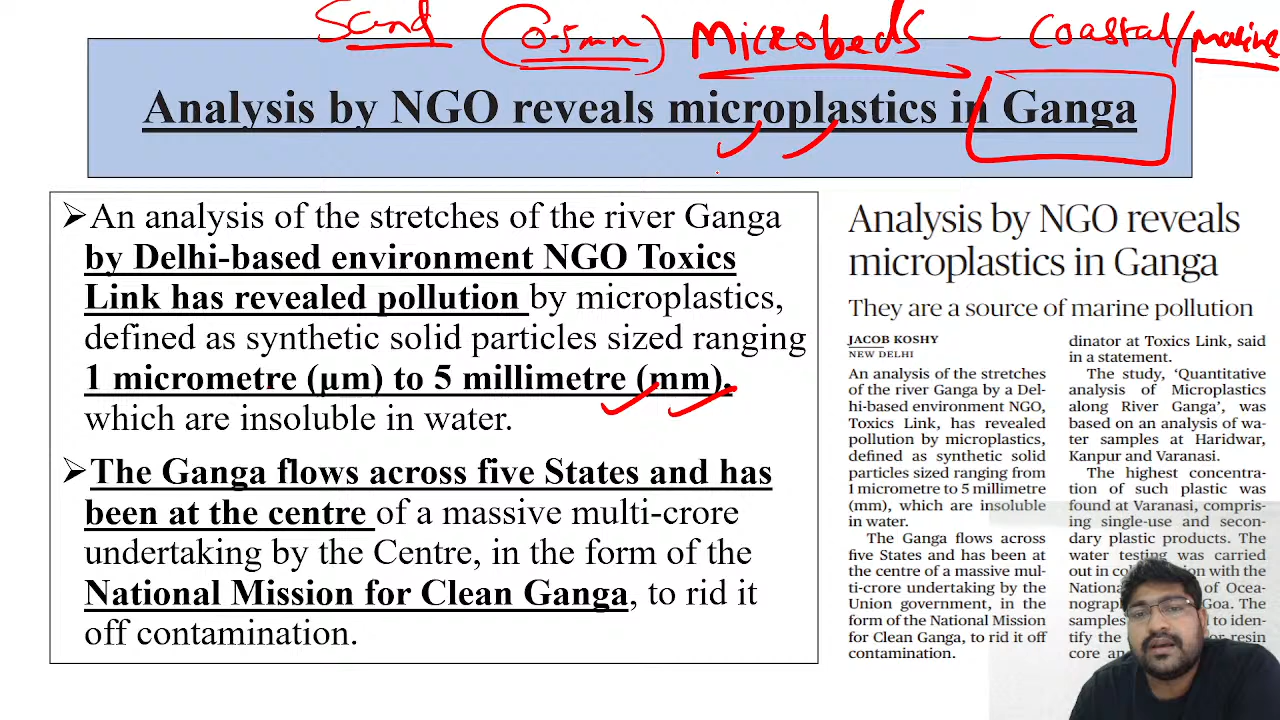 Sand (0.5mm) Microbeds — Coastal/marine
Analysis by NGO reveals microplastics in Ganga
➢An analysis of the stretches of the river Ganga
by Delhi-based environment NGO Toxics
Link has revealed pollution by microplastics,
defined as synthetic solid particles sized ranging
1 micrometre (µm) to 5 millimetre (mm),
which are insoluble in water.
➢The Ganga flows across five States and has
been at the centre of a massive multi-crore
undertaking by the Centre, in the form of the
National Mission for Clean Ganga, to rid it
off contamination.
Analysis by NGO reveals
microplastics in Ganga
They are a source of marine pollution
JACOB KOSHY
NEW DELHI
An analysis of the stretches
of the river Ganga by a Del-
hi-based environment NGO,
Toxics Link, has revealed
pollution by microplastics,
defined as synthetic solid
particles sized ranging from
1 micrometre to 5 millimetre
(mm), which are insoluble
in water.
The Ganga flows across
five States and has been at
the centre of a massive multi-
crore undertaking by the
Union government, in the
form of the National Mission
for Clean Ganga, to rid it off
contamination.
dinator at Toxics Link, said
in a statement.
The study, ‘Quantitative
analysis of Microplastics
along River Ganga’, was
based on an analysis of wa-
ter samples at Haridwar,
Kanpur and Varanasi.
The highest concentra-
tion of such plastic was
found at Varanasi, compris-
ing single-use and secon-
dary plastic products. The
water testing was carried
out in with the
National of Ocea-
nograp Goa. The
samples to iden-
tify the or resin
core